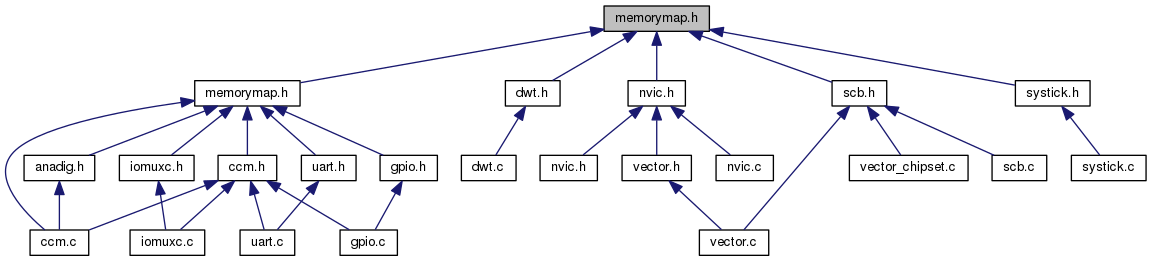 memorymap.h
memorymap.h
dwt.h
nvic.h
scb.h
systick.h
anadig.h
iomuxc.h
ccm.h
uart.h
gpio.h
dwt.c
nvic.h
vector.h
nvic.c
vector_chipset.c
scb.c
systick.c
ccm.c
iomuxc.c
uart.c
gpio.c
vector.c